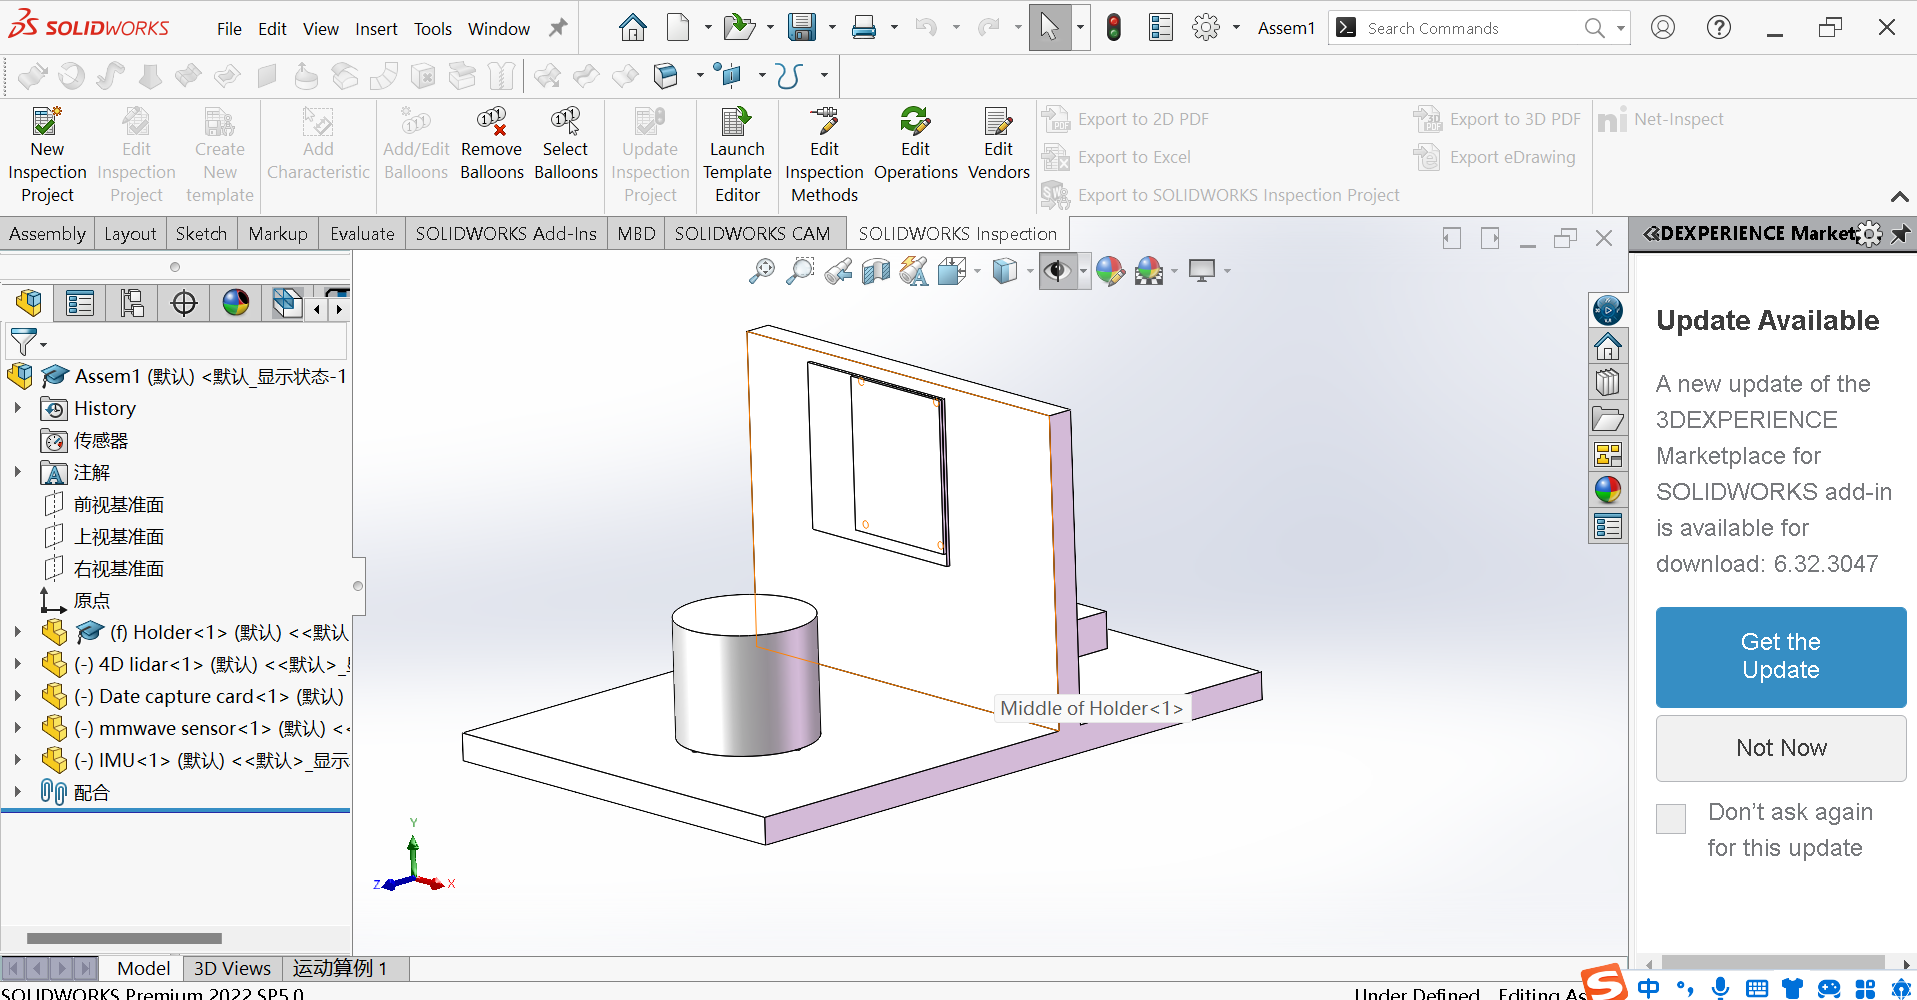 SOLIDWORKS
File Edit View Insert Tools Window
Assem1
Search Commands
New Inspection Project
Edit Inspection Project
Create New template
Add Characteristic
Add/Edit Balloons
Remove Balloons
Select Balloons
Update Inspection Project
Launch Template Editor
Edit Inspection Methods
Edit Operations
Edit Vendors
Export to 2D PDF
Export to Excel
Export to SOLIDWORKS Inspection Project
Export to 3D PDF
Export eDrawing
Net-Inspect
Assembly Layout Sketch Markup Evaluate SOLIDWORKS Add-Ins MBD SOLIDWORKS CAM SOLIDWORKS Inspection
DEXPERIENCE Market
Assem1 (默认) <默认_显示状态-1
History
传感器
注解
前视基准面
上视基准面
右视基准面
原点
(f) Holder<1> (默认) <<默认
(-) 4D lidar<1> (默认) <<默认>_
(-) Date capture card<1> (默认)
(-) mmwave sensor<1> (默认) <<
(-) IMU<1> (默认) <<默认>_显示
配合
Middle of Holder<1>
Y
Z
X
Update Available
A new update of the
3DEXPERIENCE
Marketplace for
SOLIDWORKS add-in
is available for
download: 6.32.3047
Get the
Update
Not Now
Don't ask again
for this update
Model 3D Views 运动算例 1
SOLIDWORKS Premium 2022 SP5.0
Under Defined Editing As
中